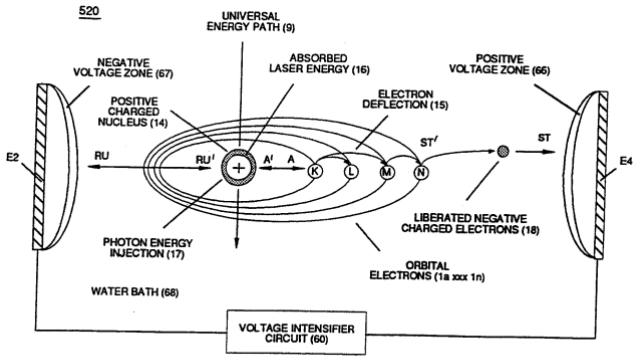 520
UNIVERSAL
ENERGY PATH (9)
NEGATIVE
VOLTAGE ZONE (67)
ABSORBED
LASER ENERGY (16)
POSITIVE
VOLTAGE ZONE (66)
POSITIVE
CHARGED
NUCLEUS (14)
ELECTRON
DEFLECTION (15)
ST'
ST
E2
RU
RU'
+
A'
A
K
L
M
N
E4
PHOTON ENERGY
INJECTION (17)
LIBERATED NEGATIVE
CHARGED ELECTRONS (18)
ORBITAL
ELECTRONS (1a xxx 1n)
WATER BATH (68)
VOLTAGE INTENSIFIER
CIRCUIT (60)